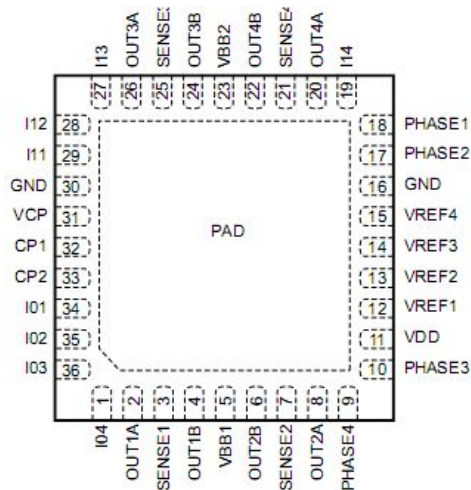 I13 OUT3A SENSE3 OUT3B VBB2 OUT4B SENSE4 OUT4A I14
27 26 25 24 23 22 21 20 19
I12 28 18 PHASE1
I11 29 17 PHASE2
GND 30 16 GND
VCP 31 15 VREF4
PAD
CP1 32 14 VREF3
CP2 33 13 VREF2
I01 34 12 VREF1
I02 35 11 VDD
I03 36 10 PHASE3
1 2 3 4 5 6 7 8 9
I04 OUT1A SENSE1 OUT1B VBB1 OUT2B SENSE2 OUT2A PHASE4